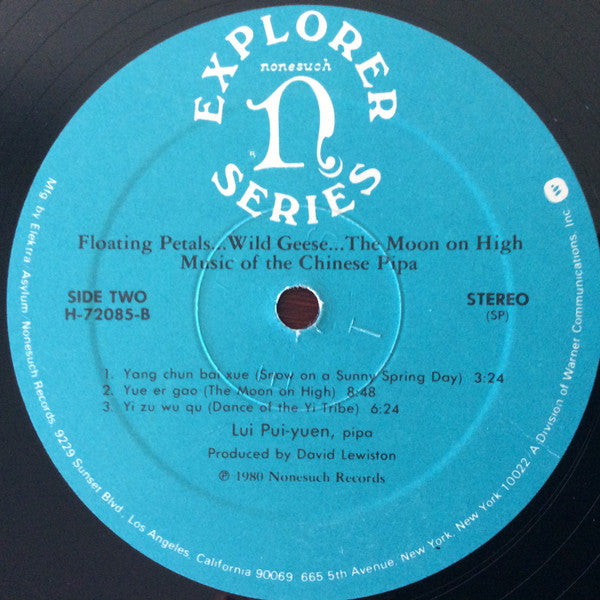 EXPLORER
nonesuch
n
®
SERIES
Floating Petals...Wild Geese...The Moon on High
Music of the Chinese Pipa
SIDE TWO
H-72085-B
STEREO
(SP)
1. Yang chun bai xue (Snow on a Sunny Spring Day) 3:24
2. Yue er gao (The Moon on High) 8:48
3. Yi zu wu qu (Dance of the Yi Tribe) 6:24
Lui Pui-yuen, pipa
Produced by David Lewiston
℗ 1980 Nonesuch Records
Mfg by Elektra Asylum Nonesuch Records, 9229 Sunset Blvd., Los Angeles, California 90069 665 5th Avenue, New York, New York 10022. A Division of Warner Communications, Inc